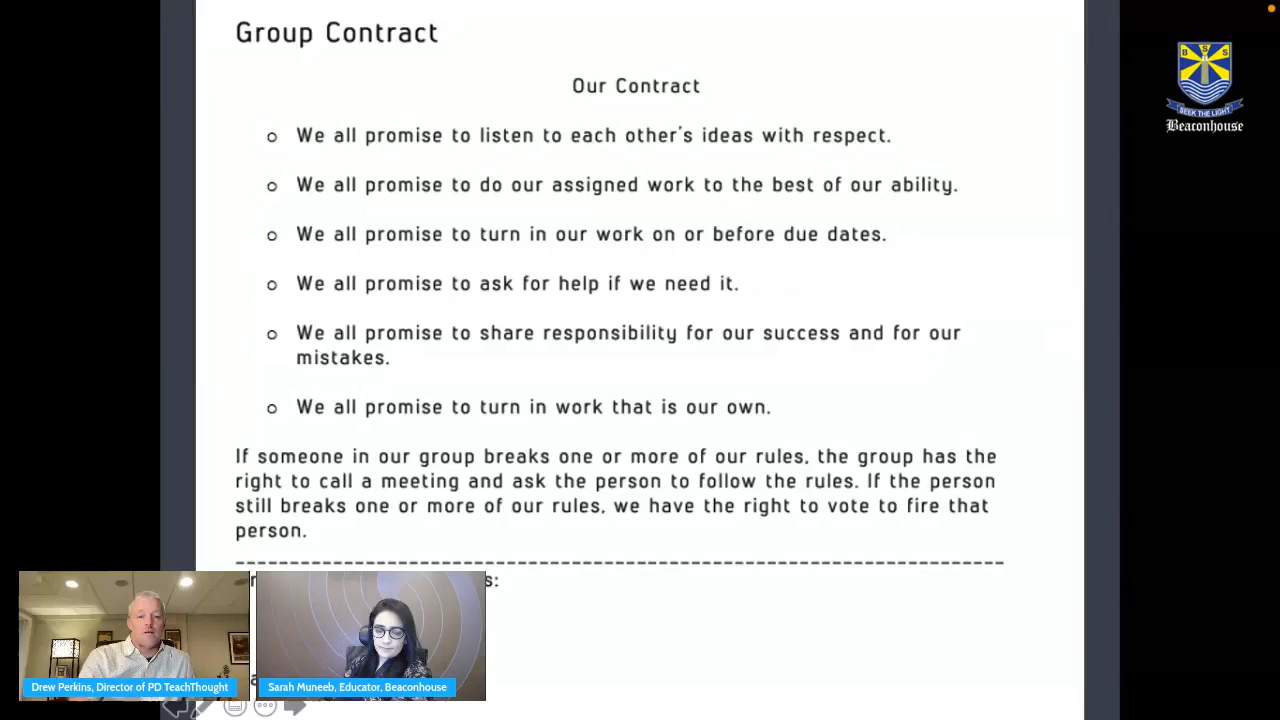 Group Contract
Our Contract
o We all promise to listen to each other's ideas with respect.
o We all promise to do our assigned work to the best of our ability.
o We all promise to turn in our work on or before due dates.
o We all promise to ask for help if we need it.
o We all promise to share responsibility for our success and for our
mistakes.
o We all promise to turn in work that is our own.
If someone in our group breaks one or more of our rules, the group has the
right to call a meeting and ask the person to follow the rules. If the person
still breaks one or more of our rules, we have the right to vote to fire that
person.
s:
B S S
SEEK THE LIGHT
Beaconhouse
Drew Perkins, Director of PD TeachThought
Sarah Muneeb, Educator, Beaconhouse